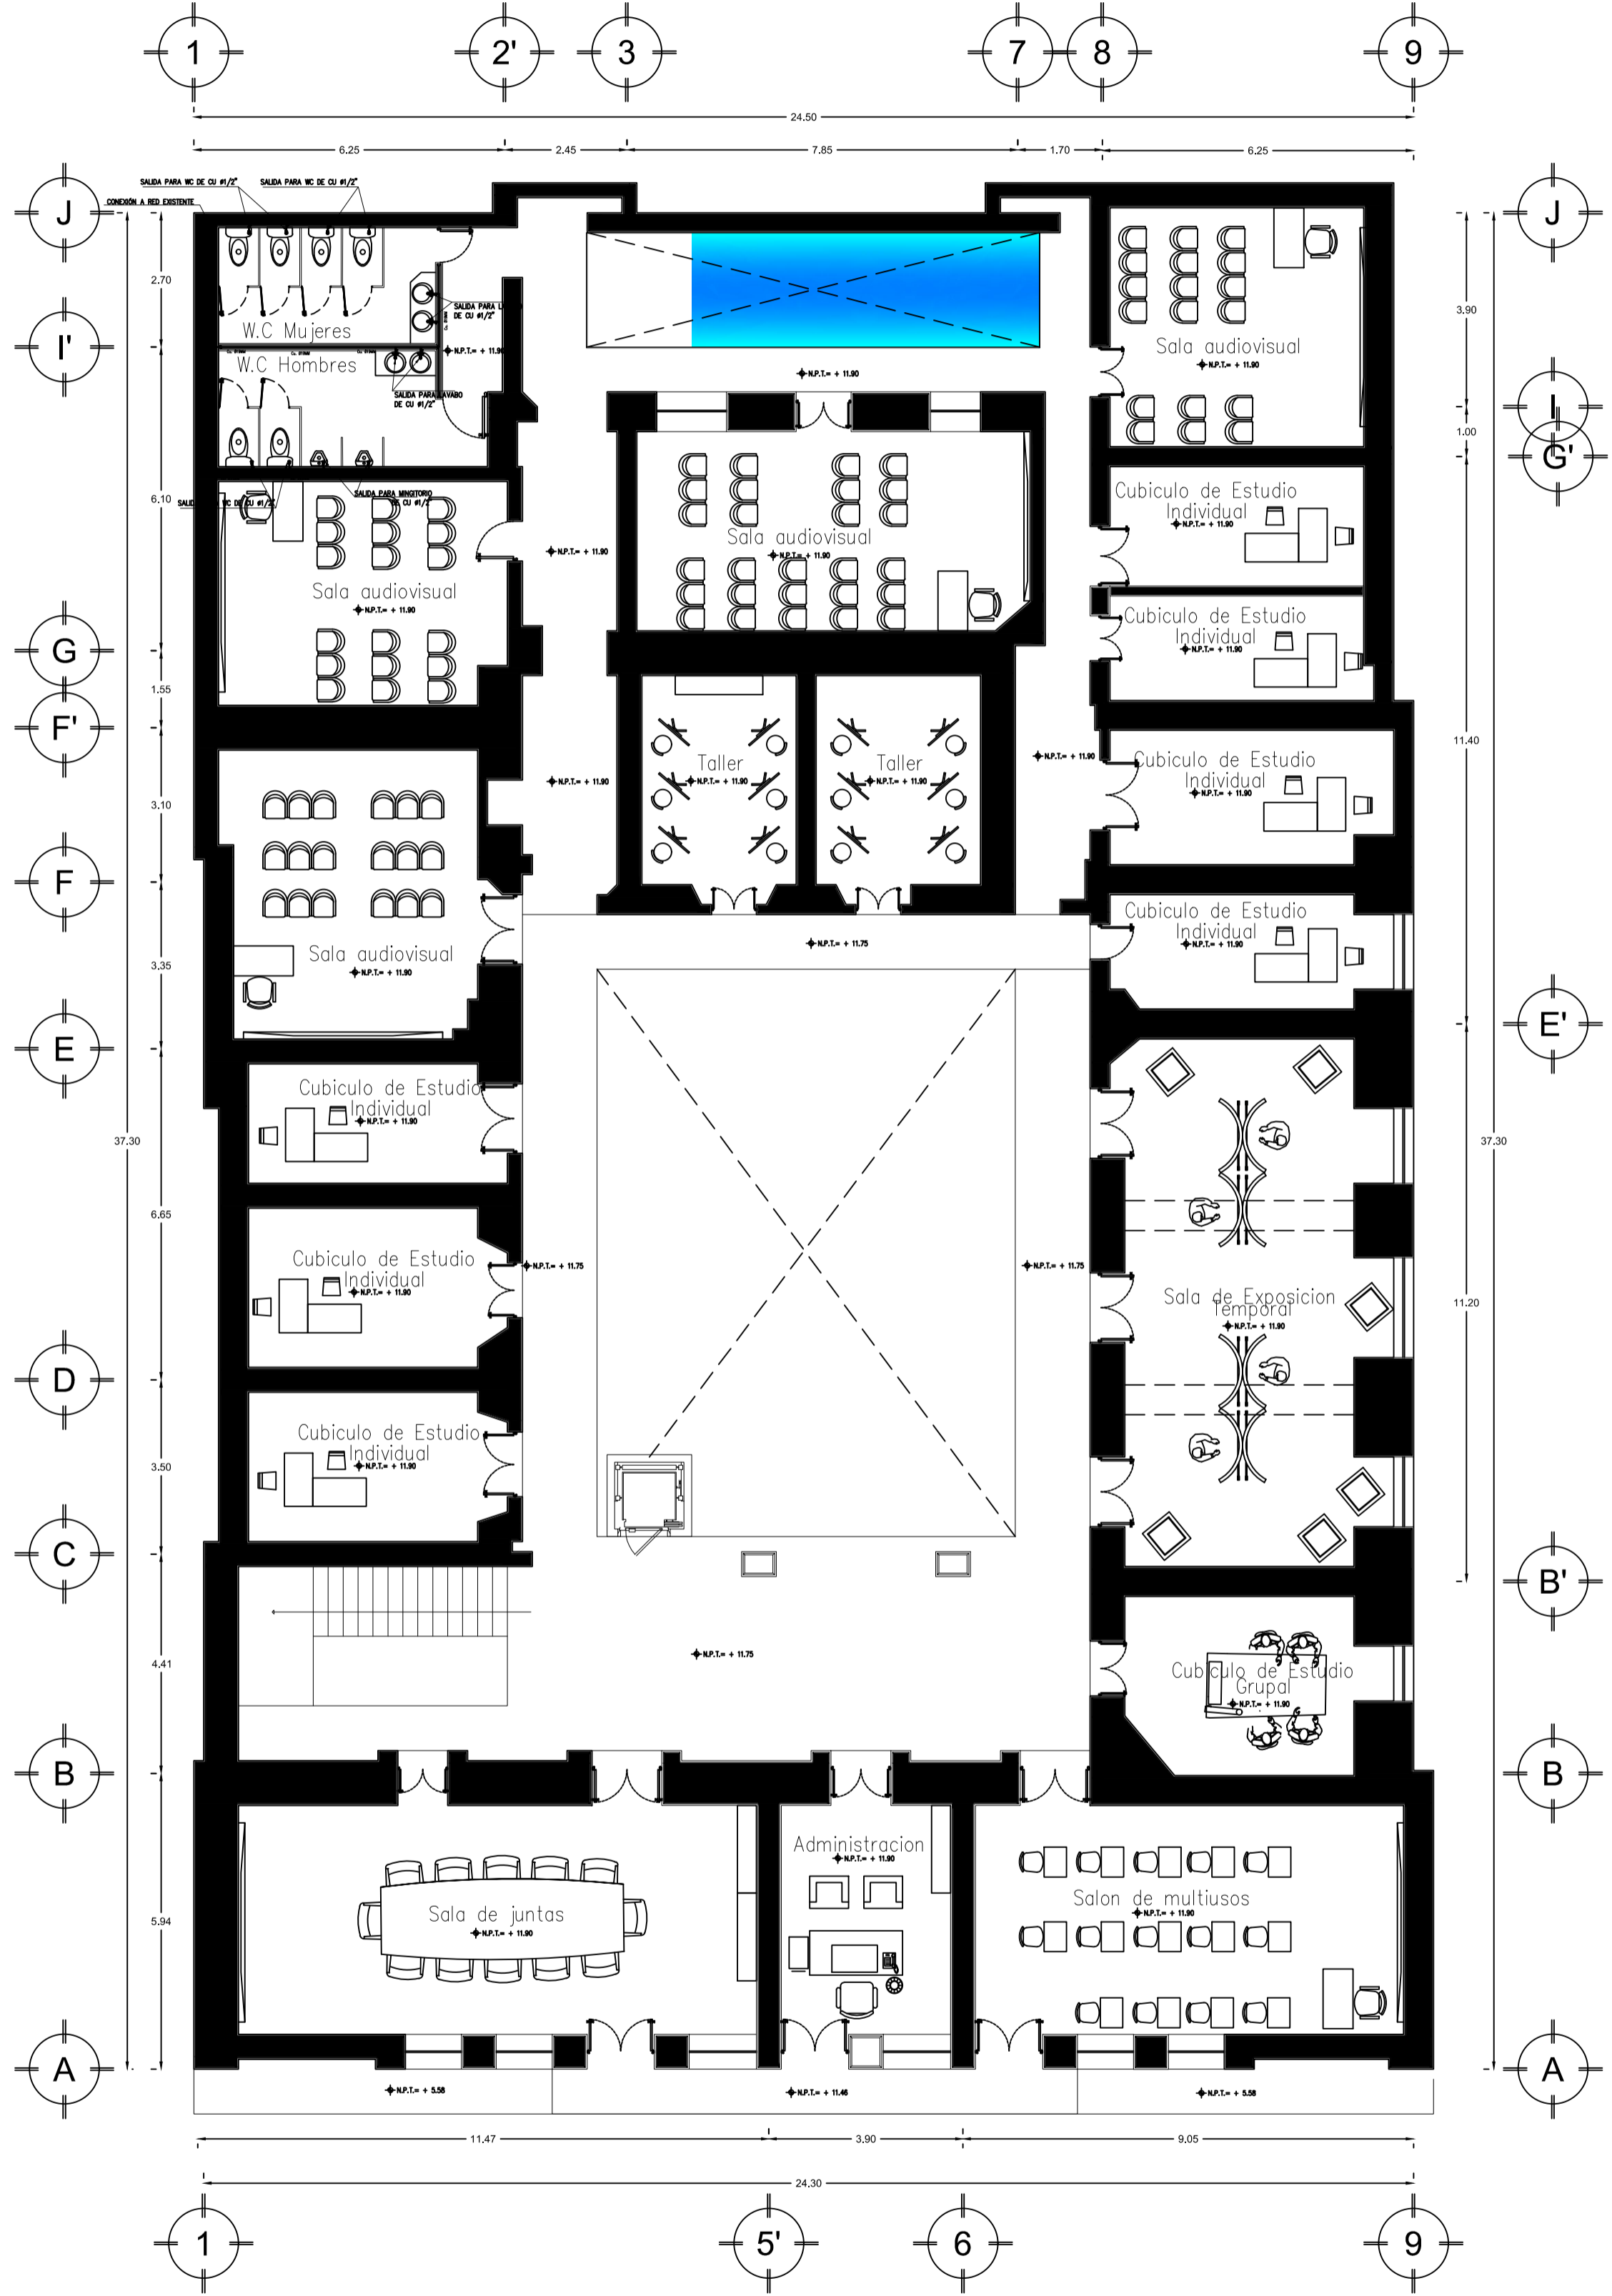 1
2'
3
7
8
9
24.50
6.25
2.45
7.85
1.70
6.25
SALIDA PARA WC DE CU ø1/2"
SALIDA PARA WC DE CU ø1/2"
CONEXIÓN A RED EXISTENTE
J
J
2.70
3.90
SALIDA PARA L
DE CU ø1/2"
W.C Mujeres
I'
N.P.T.= + 11.90
Sala audiovisual
N.P.T.= + 11.90
W.C Hombres
N.P.T.= + 11.90
SALIDA PARA LAVABO
DE CU ø1/2"
I
1.00
G'
SALIDA PARA MINGITORIO
DE CU ø1/2"
WC DE CU ø1/2"
6.10
Cubiculo de Estudio
Individual
N.P.T.= + 11.90
Sala audiovisual
N.P.T.= + 11.90
N.P.T.= + 11.90
Sala audiovisual
N.P.T.= + 11.90
Cubiculo de Estudio
Individual
N.P.T.= + 11.90
G
1.55
F'
11.40
N.P.T.= + 11.90
Cubiculo de Estudio
Individual
N.P.T.= + 11.90
Taller
N.P.T.= + 11.90
Taller
N.P.T.= + 11.90
N.P.T.= + 11.90
3.10
F
Cubiculo de Estudio
Individual
N.P.T.= + 11.90
N.P.T.= + 11.75
Sala audiovisual
N.P.T.= + 11.90
3.35
E'
E
Cubiculo de Estudio
Individual
N.P.T.= + 11.90
37.30
37.30
6.65
Cubiculo de Estudio
Individual
N.P.T.= + 11.90
N.P.T.= + 11.75
N.P.T.= + 11.75
Sala de Exposicion
Temporal
N.P.T.= + 11.90
11.20
D
Cubiculo de Estudio
Individual
N.P.T.= + 11.90
3.50
C
B'
4.41
N.P.T.= + 11.75
Cubiculo de Estudio
Grupal
N.P.T.= + 11.90
B
B
Administracion
N.P.T.= + 11.90
Sala de juntas
N.P.T.= + 11.90
Salon de multiusos
N.P.T.= + 11.90
5.94
A
A
N.P.T.= + 5.58
N.P.T.= + 11.46
N.P.T.= + 5.58
11.47
3.90
9.05
24.30
1
5'
6
9